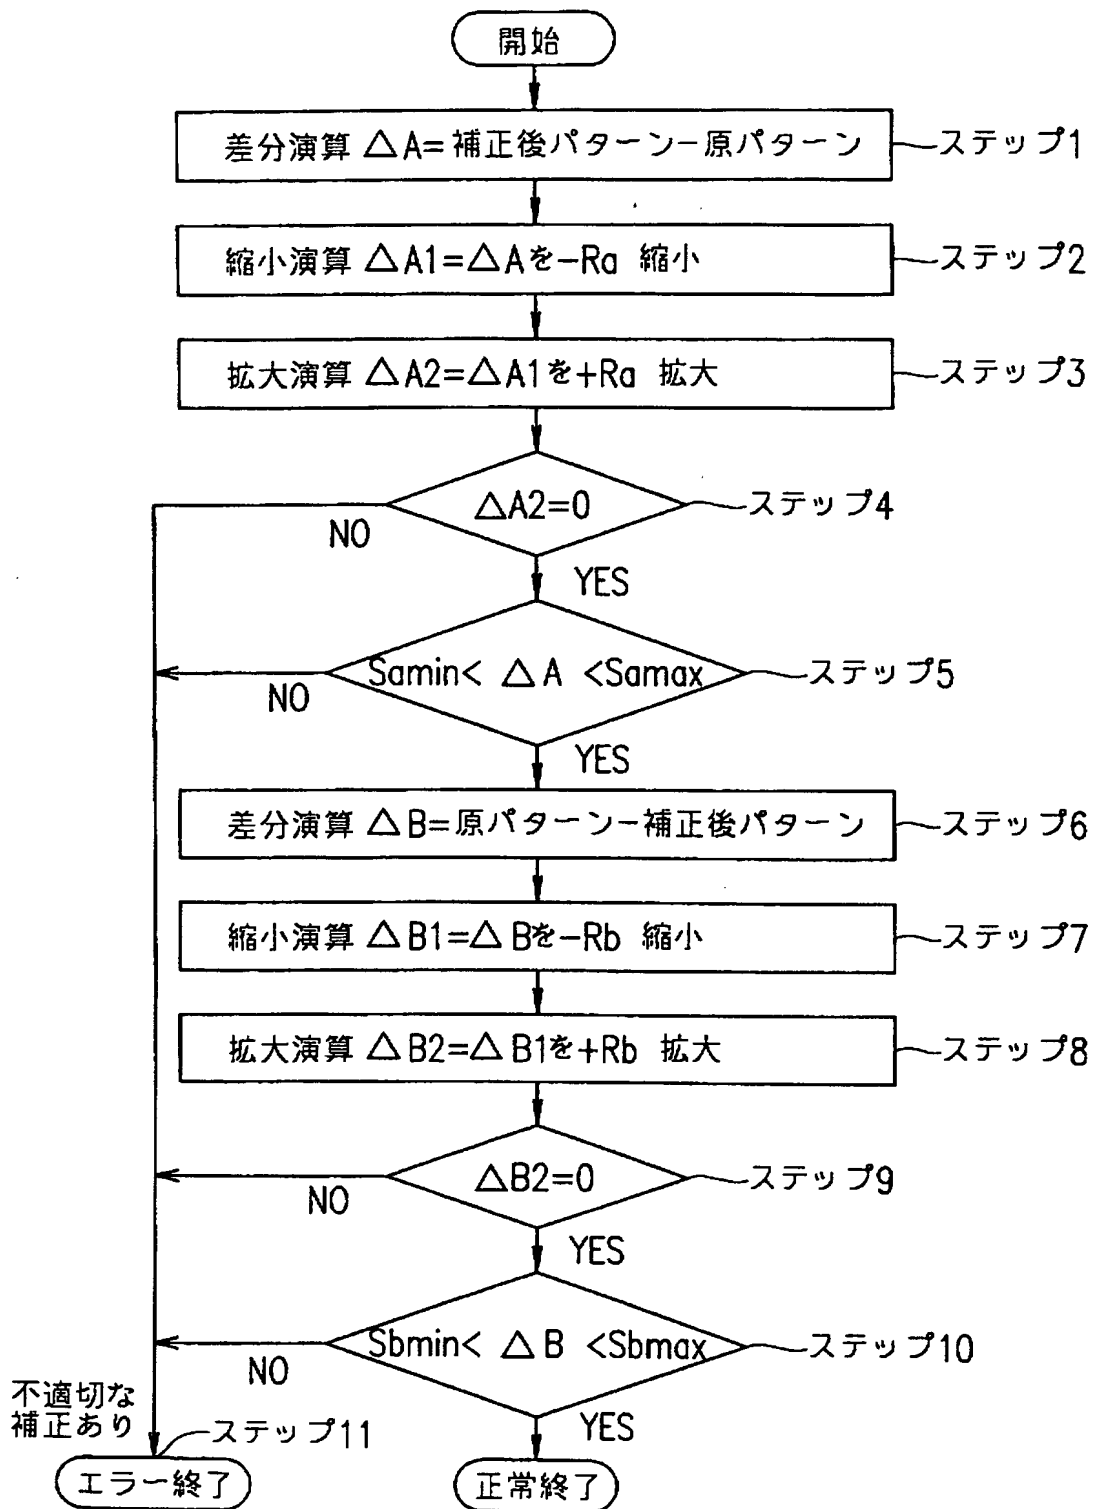 開始
差分演算 △A=補正後パターン−原パターン
ステップ1
縮小演算 △A1=△Aを−Ra 縮小
ステップ2
拡大演算 △A2=△A1を+Ra 拡大
ステップ3
△A2=0
ステップ4
NO
YES
Samin< △A <Samax
ステップ5
NO
YES
差分演算 △B=原パターン−補正後パターン
ステップ6
縮小演算 △B1=△Bを−Rb 縮小
ステップ7
拡大演算 △B2=△B1を+Rb 拡大
ステップ8
△B2=0
ステップ9
NO
YES
Sbmin< △B <Sbmax
ステップ10
NO
YES
不適切な
補正あり
ステップ11
エラー終了
正常終了